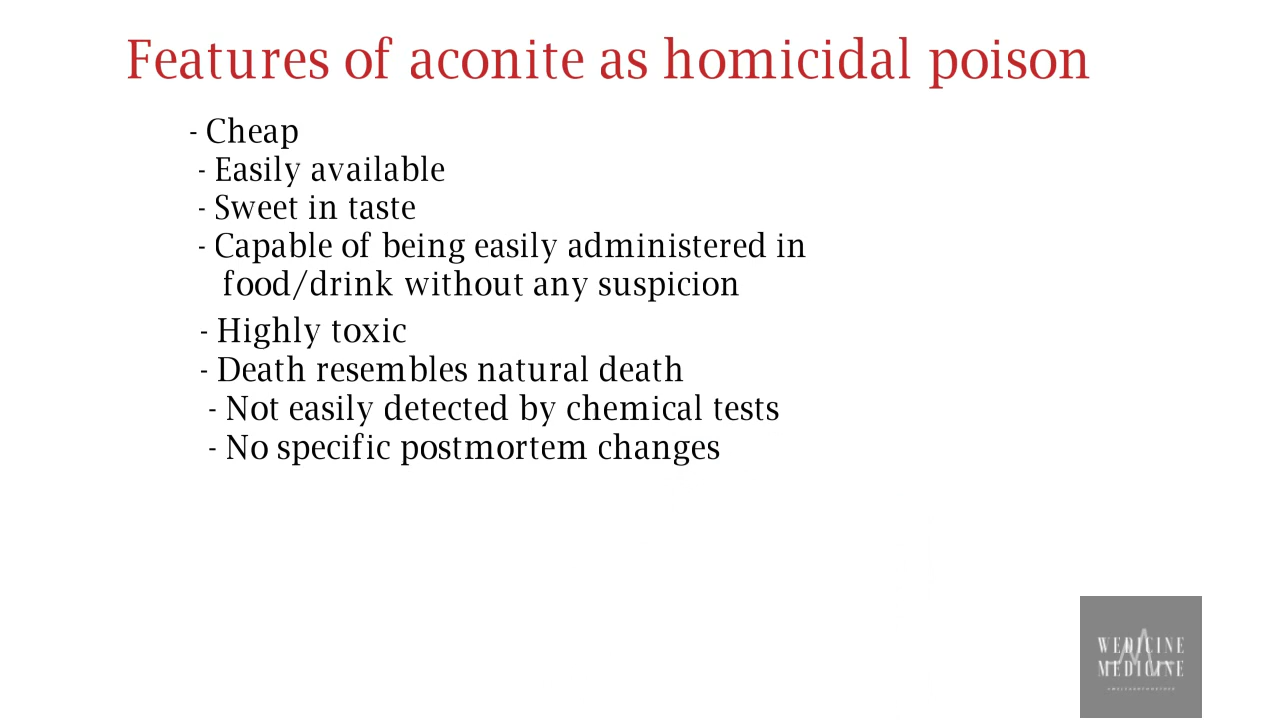 Features of aconite as homicidal poison
- Cheap
- Easily available
- Sweet in taste
- Capable of being easily administered in
food/drink without any suspicion
- Highly toxic
- Death resembles natural death
- Not easily detected by chemical tests
- No specific postmortem changes
WEDICINE
MEDICINE